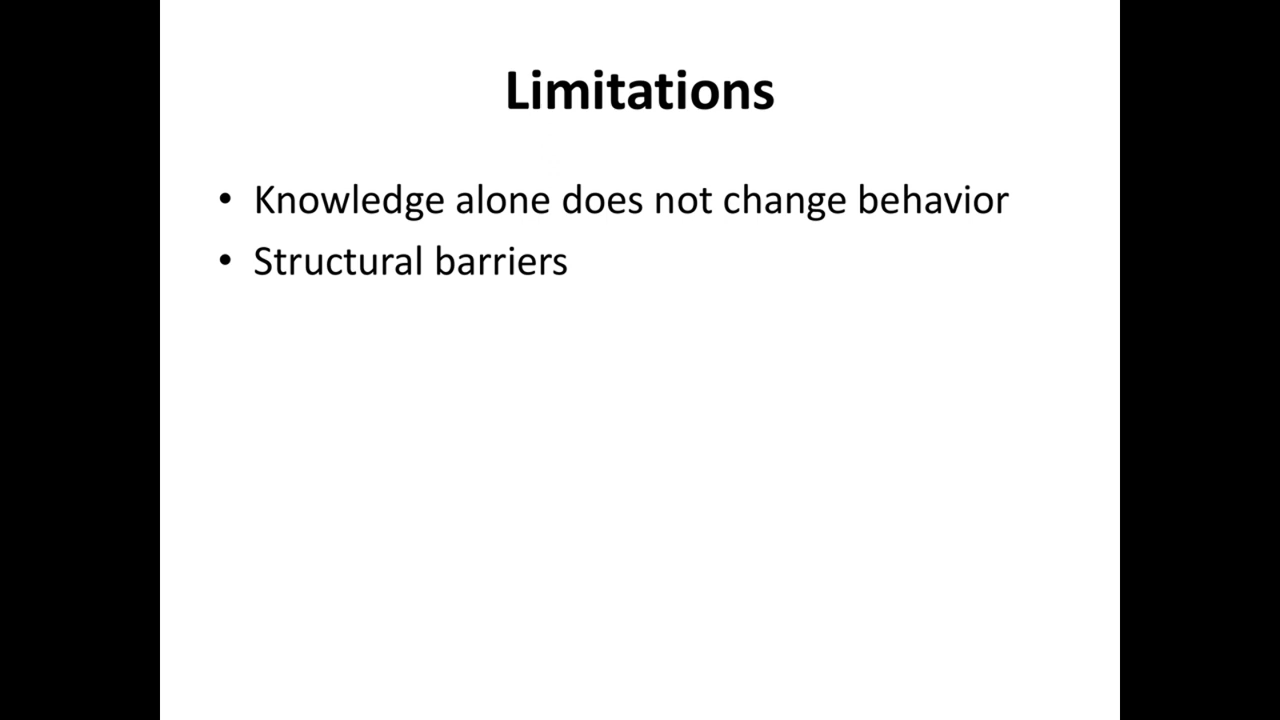 Limitations
• Knowledge alone does not change behavior
• Structural barriers